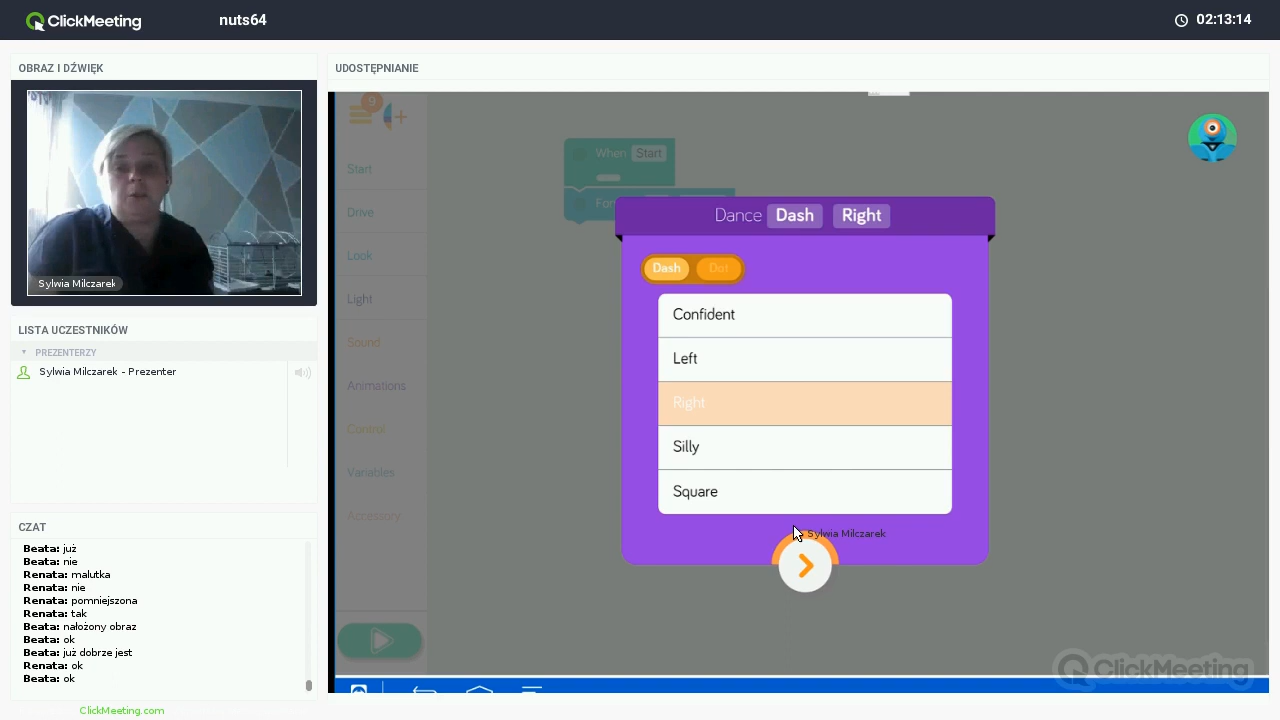 ClickMeeting
nuts64
02:13:14
OBRAZ I DŹWIĘK
UDOSTĘPNIANIE
Sylwia Milczarek
LISTA UCZESTNIKÓW
PREZENTERZY
Sylwia Milczarek - Prezenter
CZAT
Beata: już
Beata: nie
Renata: malutka
Renata: nie
Renata: pomniejszona
Renata: tak
Beata: nałożony obraz
Beata: ok
Beata: już dobrze jest
Renata: ok
Beata: ok
ClickMeeting.com
9
Start
Drive
Look
Light
Sound
Animations
Control
Variables
Accessory
When Start
For
Dance Dash Right
Dash Dot
Confident
Left
Right
Silly
Square
Sylwia Milczarek
ClickMeeting